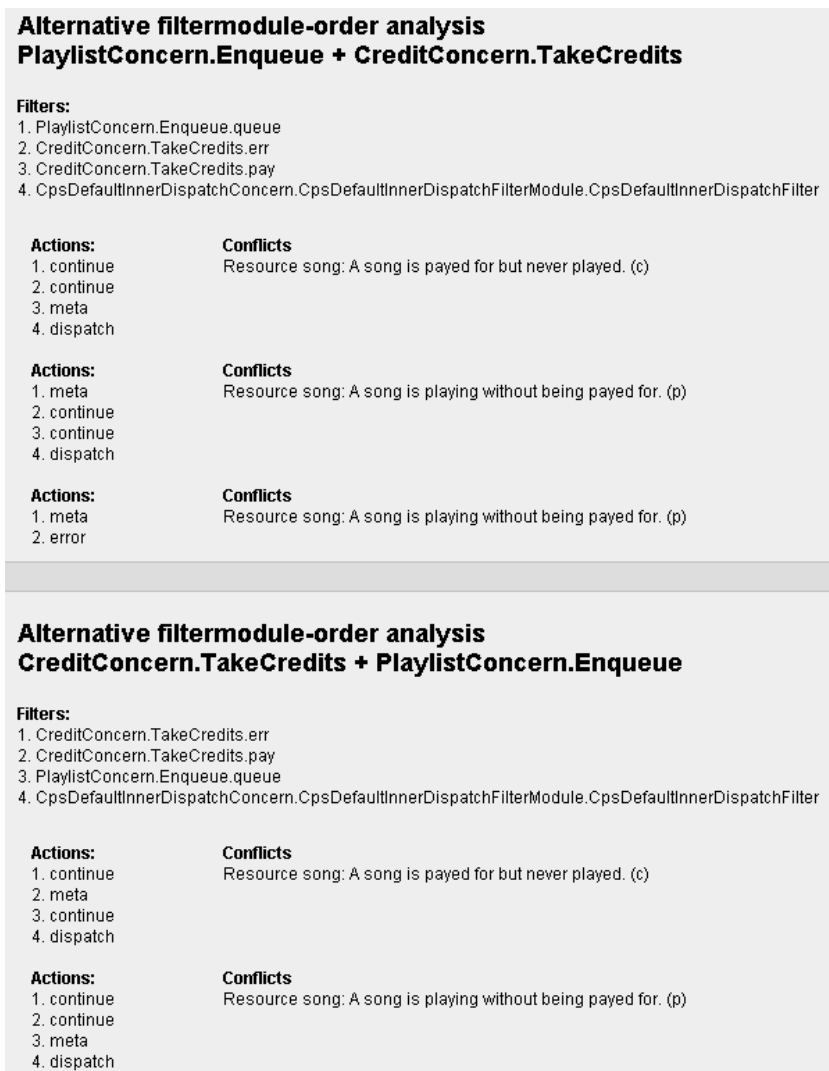 Alternative filtermodule-order analysis
PlaylistConcern.Enqueue + CreditConcern.TakeCredits
Filters:
1. PlaylistConcern.Enqueue.queue
2. CreditConcern.TakeCredits.err
3. CreditConcern.TakeCredits.pay
4. CpsDefaultInnerDispatchConcern.CpsDefaultInnerDispatchFilterModule.CpsDefaultInnerDispatchFilter
Actions: Conflicts
1. continue Resource song: A song is payed for but never played. (c)
2. continue
3. meta
4. dispatch
Actions: Conflicts
1. meta Resource song: A song is playing without being payed for. (p)
2. continue
3. continue
4. dispatch
Actions: Conflicts
1. meta Resource song: A song is playing without being payed for. (p)
2. error
Alternative filtermodule-order analysis
CreditConcern.TakeCredits + PlaylistConcern.Enqueue
Filters:
1. CreditConcern.TakeCredits.err
2. CreditConcern.TakeCredits.pay
3. PlaylistConcern.Enqueue.queue
4. CpsDefaultInnerDispatchConcern.CpsDefaultInnerDispatchFilterModule.CpsDefaultInnerDispatchFilter
Actions: Conflicts
1. continue Resource song: A song is payed for but never played. (c)
2. meta
3. continue
4. dispatch
Actions: Conflicts
1. continue Resource song: A song is playing without being payed for. (p)
2. continue
3. meta
4. dispatch